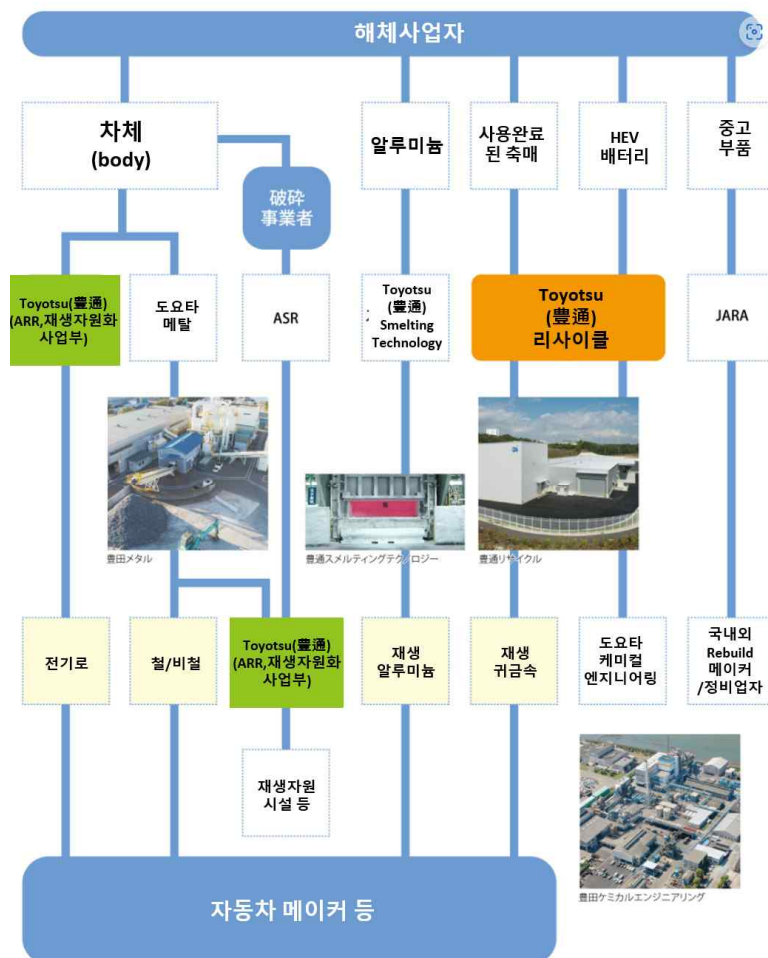 해체사업자
차체
(body)
알루미늄
사용완료
된 축매
HEV
배터리
중고
부품
破砕
事業者
Toyotsu(豊通)
(ARR,재생자원화
사업부)
도요타
메탈
ASR
Toyotsu
(豊通)
Smelting
Technology
Toyotsu
(豊通)
리사이클
JARA
豊田メタル
豊通スメルティングテクノロジー
豊通リサイクル
전기로
철/비철
Toyotsu(豊通)
(ARR,재생자원화
사업부)
재생
알루미늄
재생
귀금속
도요타
케미컬
엔지니어링
국내외
Rebuild
메이커
/정비업자
재생자원
시설 등
豊田ケミカルエンジニアリング
자동차 메이커 등